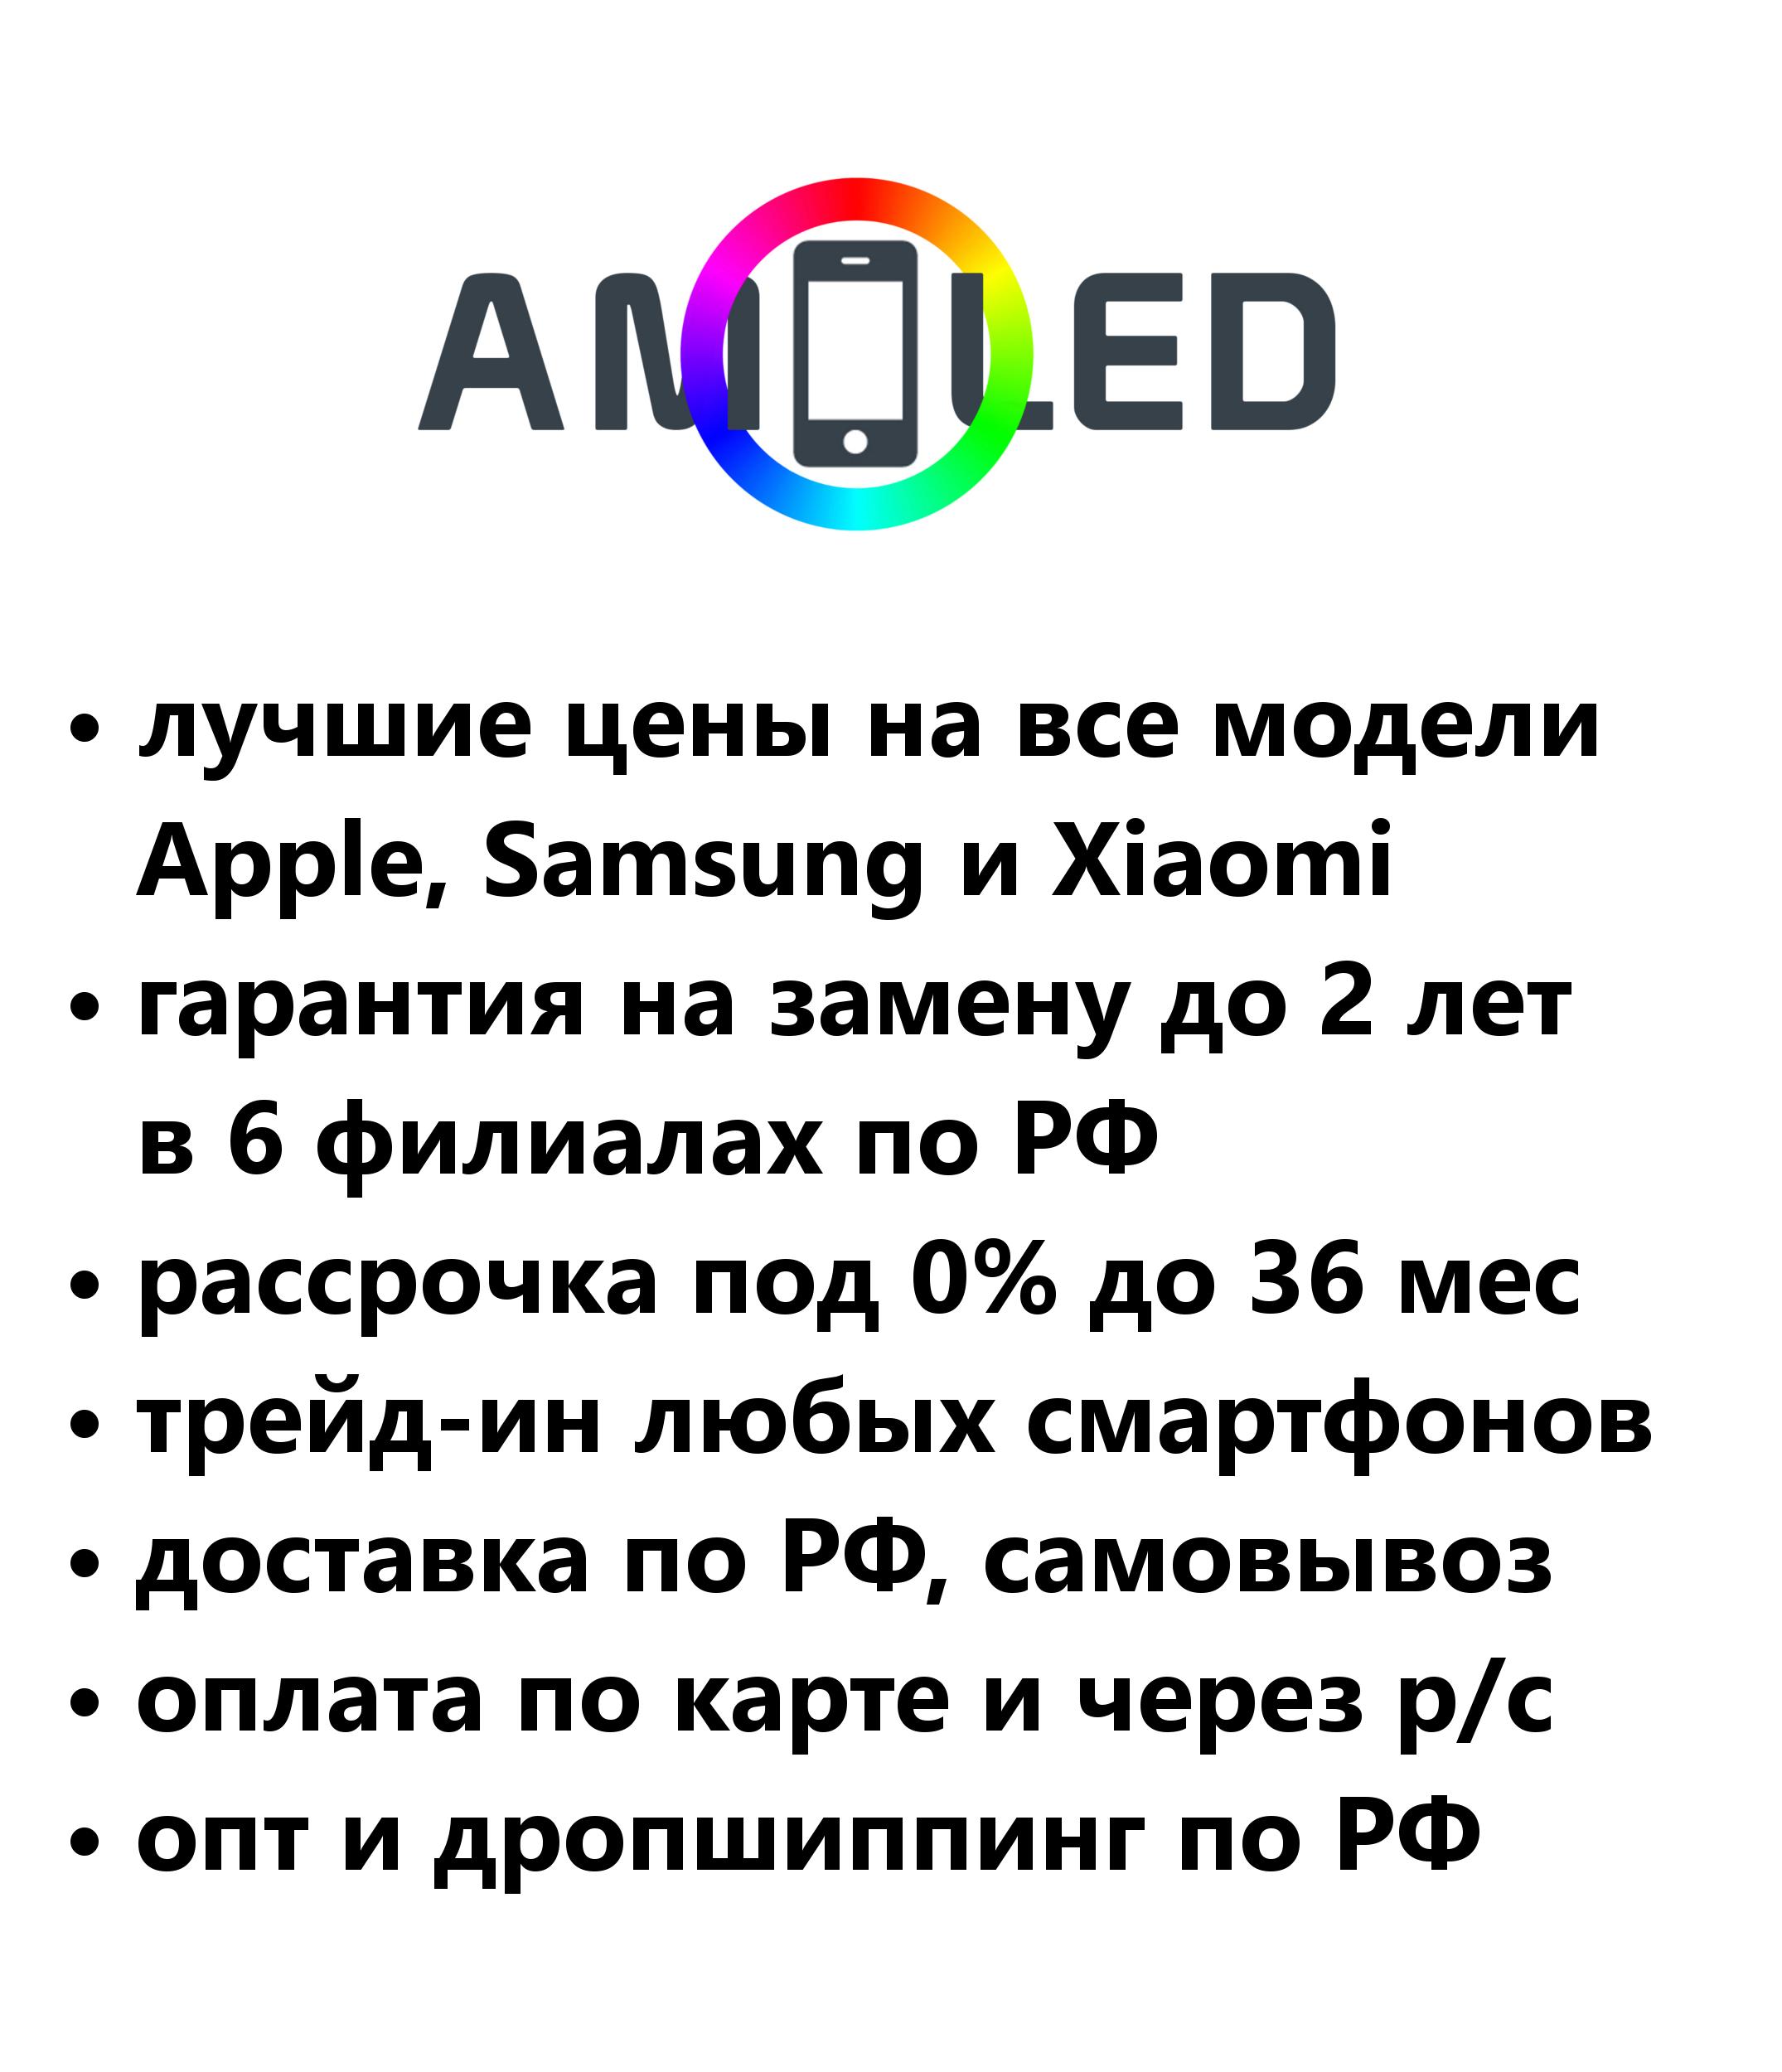 AMOLED
• лучшие цены на все модели
Apple, Samsung и Xiaomi
• гарантия на замену до 2 лет
в 6 филиалах по РФ
• рассрочка под 0% до 36 мес
• трейд-ин любых смартфонов
• доставка по РФ, самовывоз
• оплата по карте и через р/с
• опт и дропшиппинг по РФ